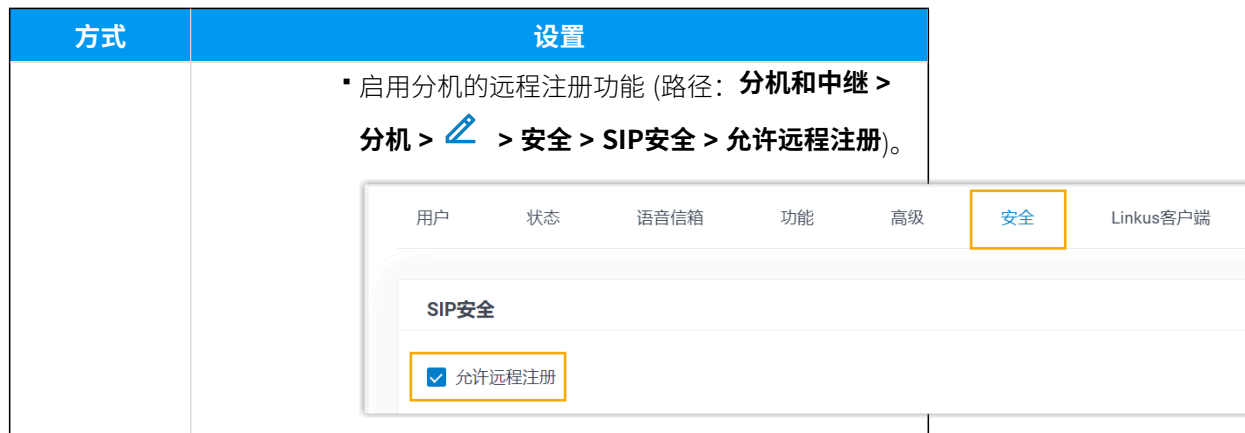 方式 设置
▪ 启用分机的远程注册功能 (路径：分机和中继 >
分机 > > 安全 > SIP安全 > 允许远程注册)。
用户 状态 语音信箱 功能 高级 安全 Linkus客户端
SIP安全
允许远程注册